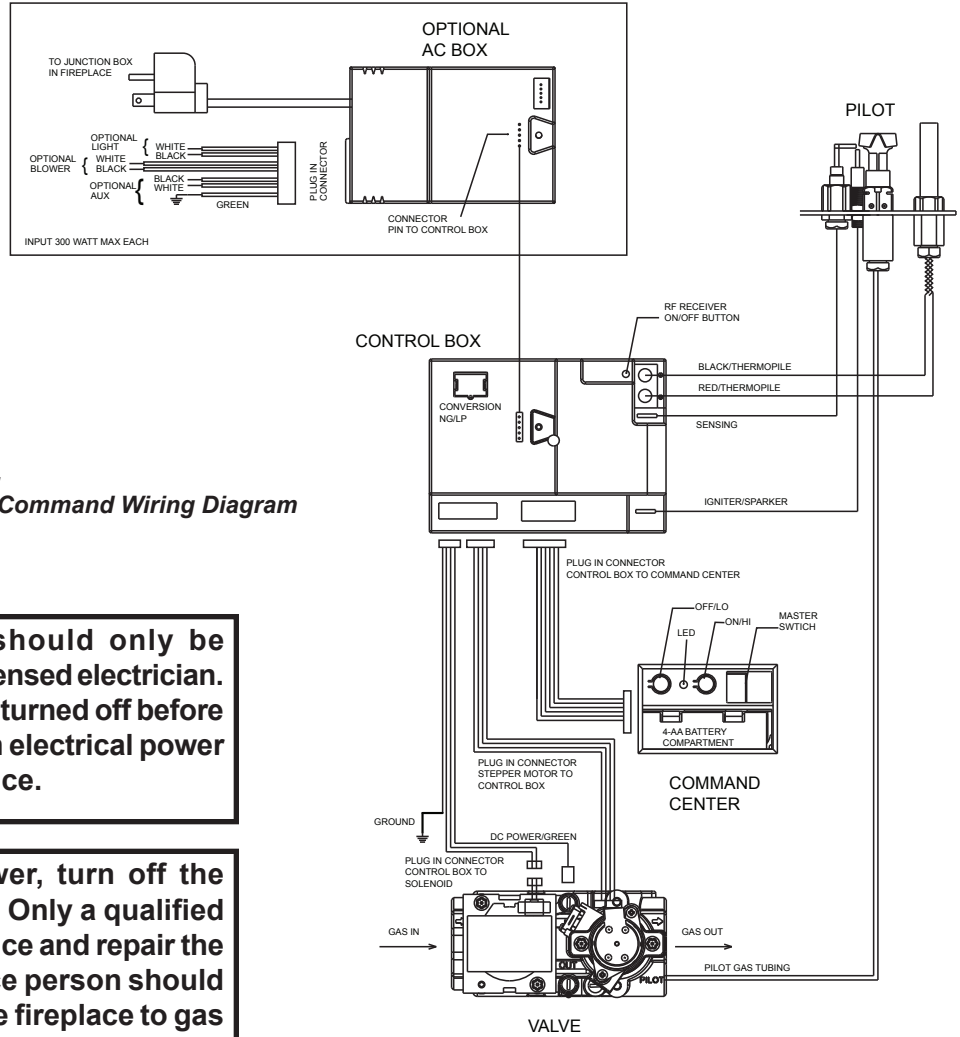 OPTIONAL
AC BOX
TO JUNCTION BOX
IN FIREPLACE
OPTIONAL
LIGHT
WHITE
BLACK
OPTIONAL
BLOWER
WHITE
BLACK
OPTIONAL
AUX
BLACK
WHITE
GREEN
PLUG IN
CONNECTOR
CONNECTOR
PIN TO CONTROL BOX
INPUT 300 WATT MAX EACH
PILOT
RF RECEIVER
ON/OFF BUTTON
CONTROL BOX
BLACK/THERMOPILE
RED/THERMOPILE
CONVERSION
NG/LP
SENSING
Command Wiring Diagram
IGNITER/SPARKER
PLUG IN CONNECTOR
CONTROL BOX TO COMMAND CENTER
OFF/LO
LED
ON/HI
MASTER
SWTICH
4-AA BATTERY
COMPARTMENT
COMMAND
CENTER
PLUG IN CONNECTOR
STEPPER MOTOR TO
CONTROL BOX
GROUND
DC POWER/GREEN
PLUG IN CONNECTOR
CONTROL BOX TO
SOLENOID
GAS IN
GAS OUT
OUT
PILOT
PILOT GAS TUBING
VALVE
should only be
electrician.
turned off before
electrical power
turn off the
Only a qualified
and repair the
person should
fireplace to gas